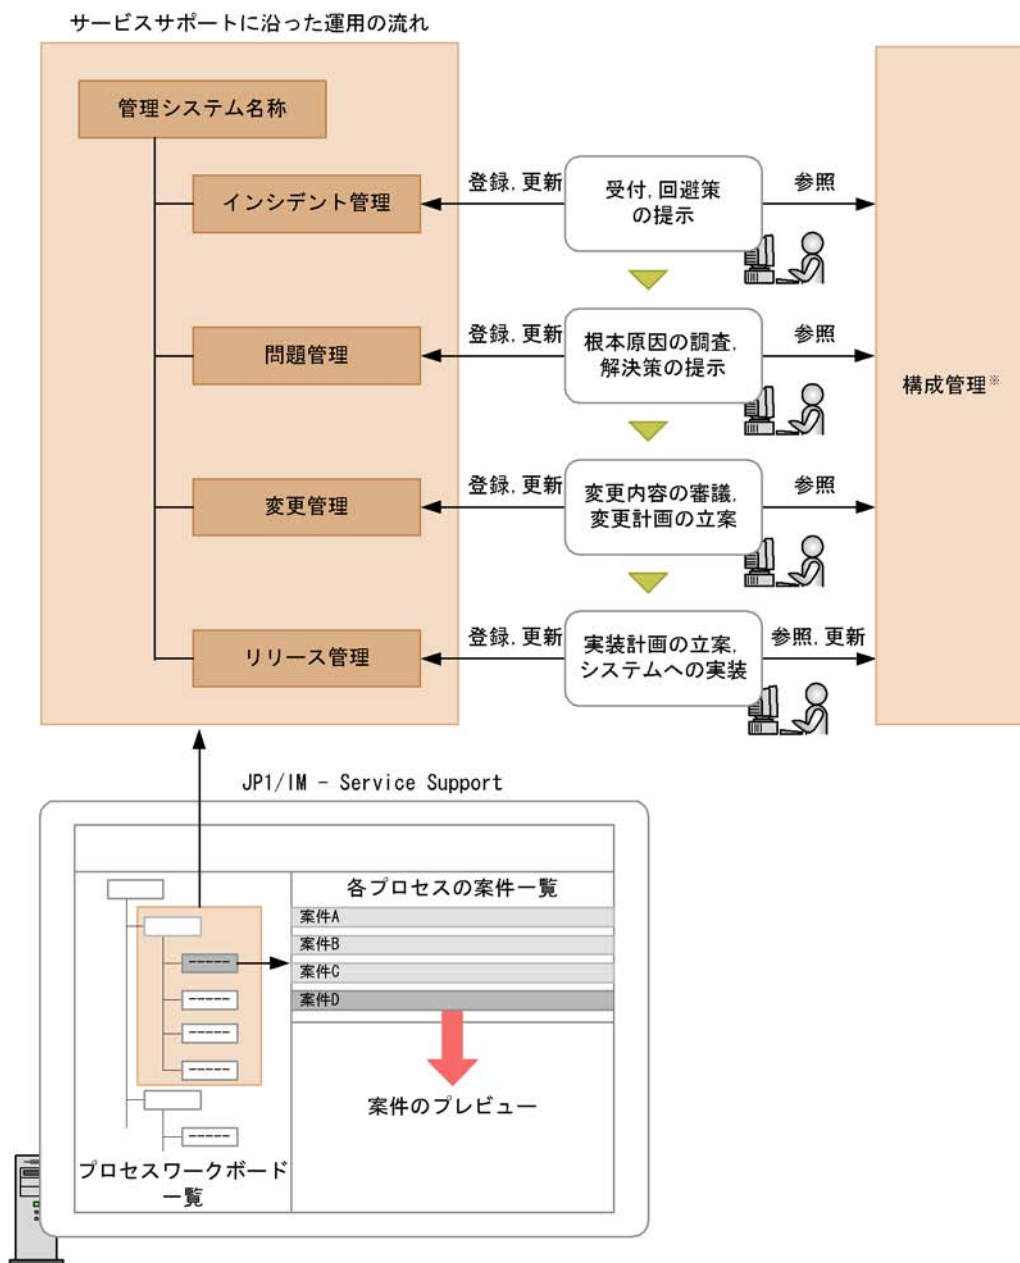 サービスサポートに沿った運用の流れ
管理システム名称
インシデント管理
登録，更新
受付，回避策
の提示
参照
問題管理
登録，更新
根本原因の調査，
解決策の提示
参照
構成管理※
変更管理
登録，更新
変更内容の審議，
変更計画の立案
参照
リリース管理
登録，更新
実装計画の立案，
システムへの実装
参照，更新
JP1/IM - Service Support
各プロセスの案件一覧
案件A
案件B
案件C
案件D
案件のプレビュー
プロセスワークボード
一覧